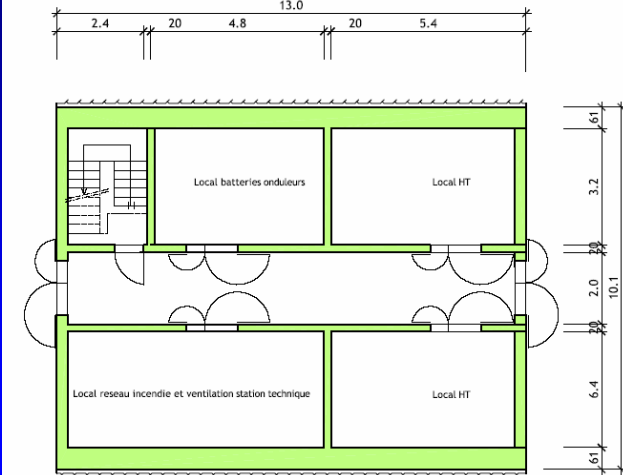 13.0
2.4 20 4.8 20 5.4
61
Local batteries onduleurs
Local HT
3.2
20
2.0
10.1
20
Local reseau incendie et ventilation station technique
Local HT
6.4
61